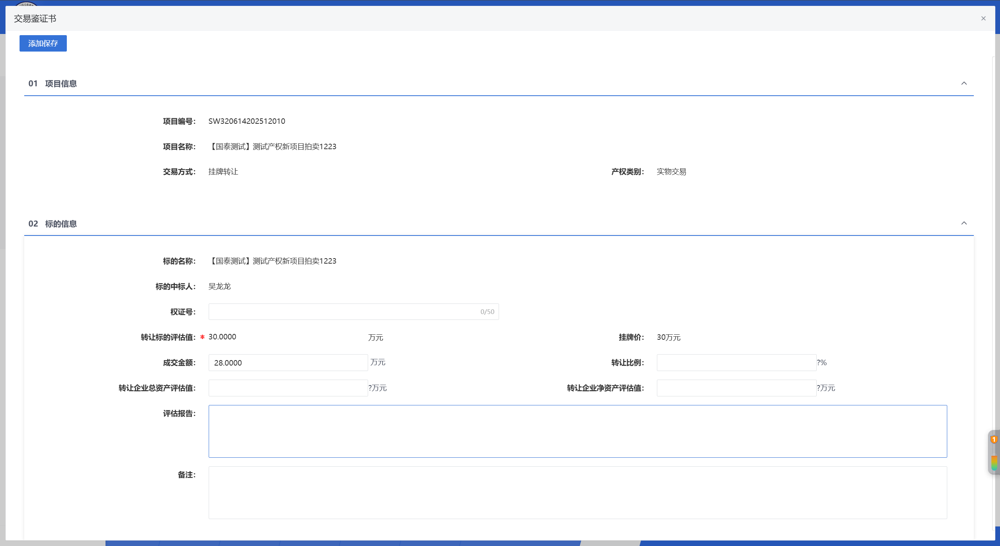 交易鉴证书
添加保存
01 项目信息
项目编号： SW320614202512010
项目名称： 【国泰测试】测试产权新项目拍卖1223
交易方式： 挂牌转让 产权类别： 实物交易
02 标的信息
标的名称： 【国泰测试】测试产权新项目拍卖1223
标的中标人： 吴龙龙
权证号： 0/50
转让标的评估值： * 30.0000 万元 挂牌价： 30万元
成交金额： 28.0000 万元 转让比例： ?%
转让企业总资产评估值： ?万元 转让企业净资产评估值： ?万元
评估报告：
1
备注：